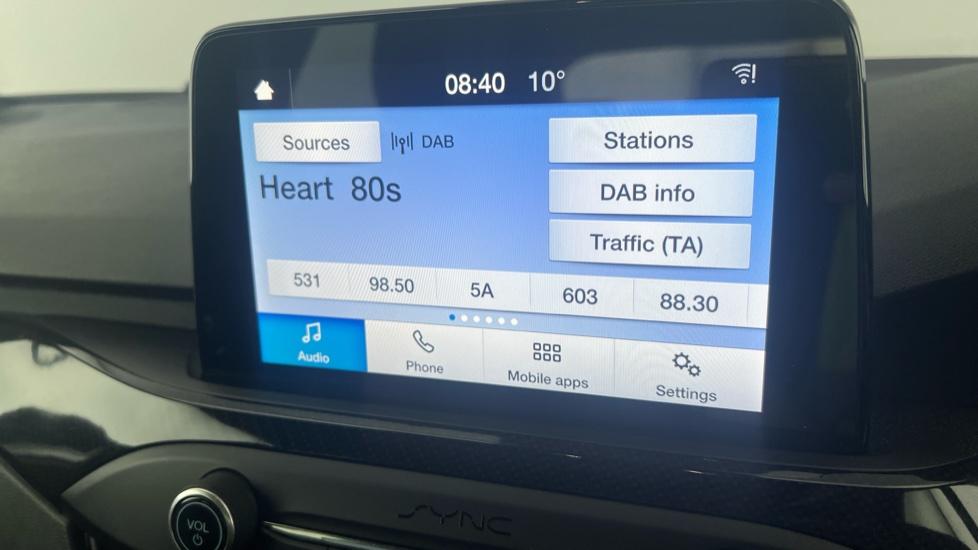 08:40 10°
Sources DAB
Stations
Heart 80s
DAB info
Traffic (TA)
531 98.50 5A 603 88.30
Audio Phone Mobile apps Settings
VOL
SYNC